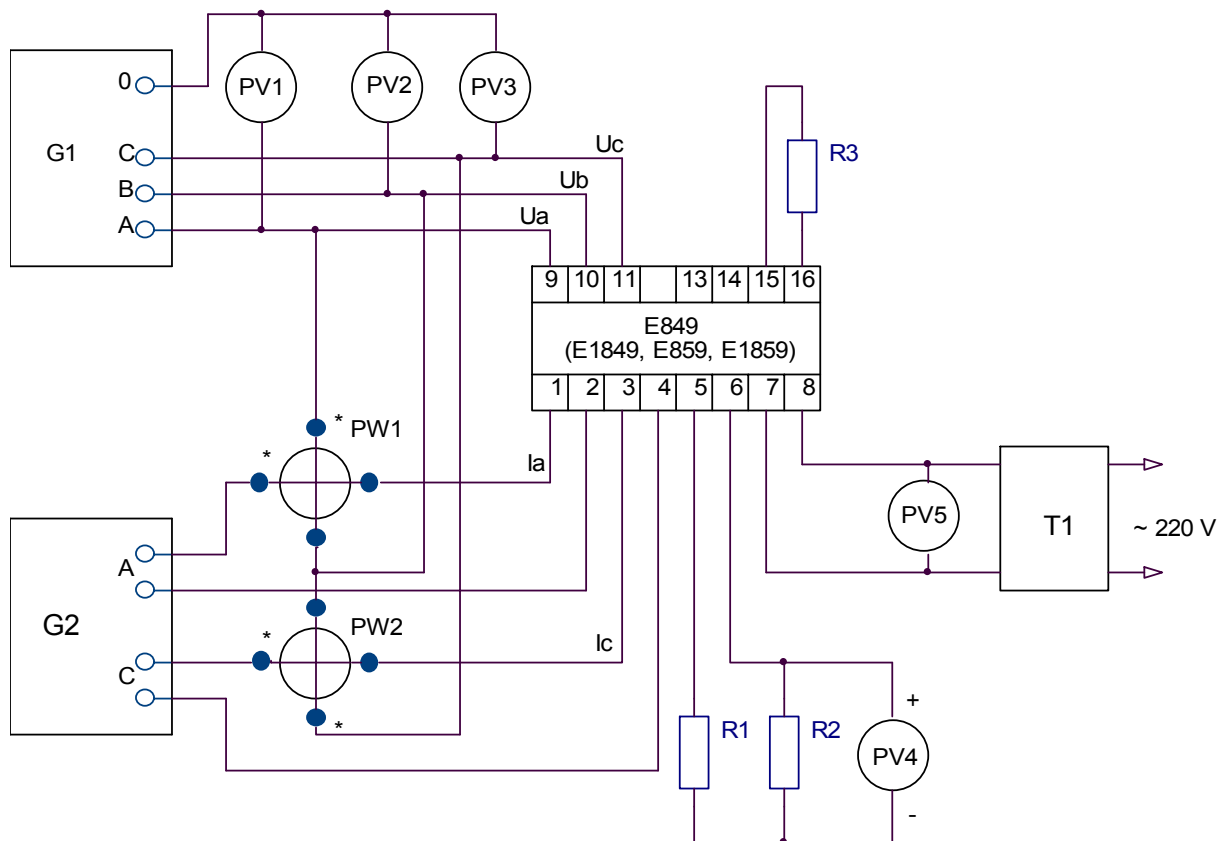 0
PV1
PV2
PV3
G1
C
B
A
Uc
Ub
Ua
R3
9 10 11 13 14 15 16
E849
(E1849, E859, E1859)
1 2 3 4 5 6 7 8
* PW1
*
Ia
PV5
T1
~ 220 V
A
G2
C
* PW2
Ic
*
R1
R2
+
PV4
-